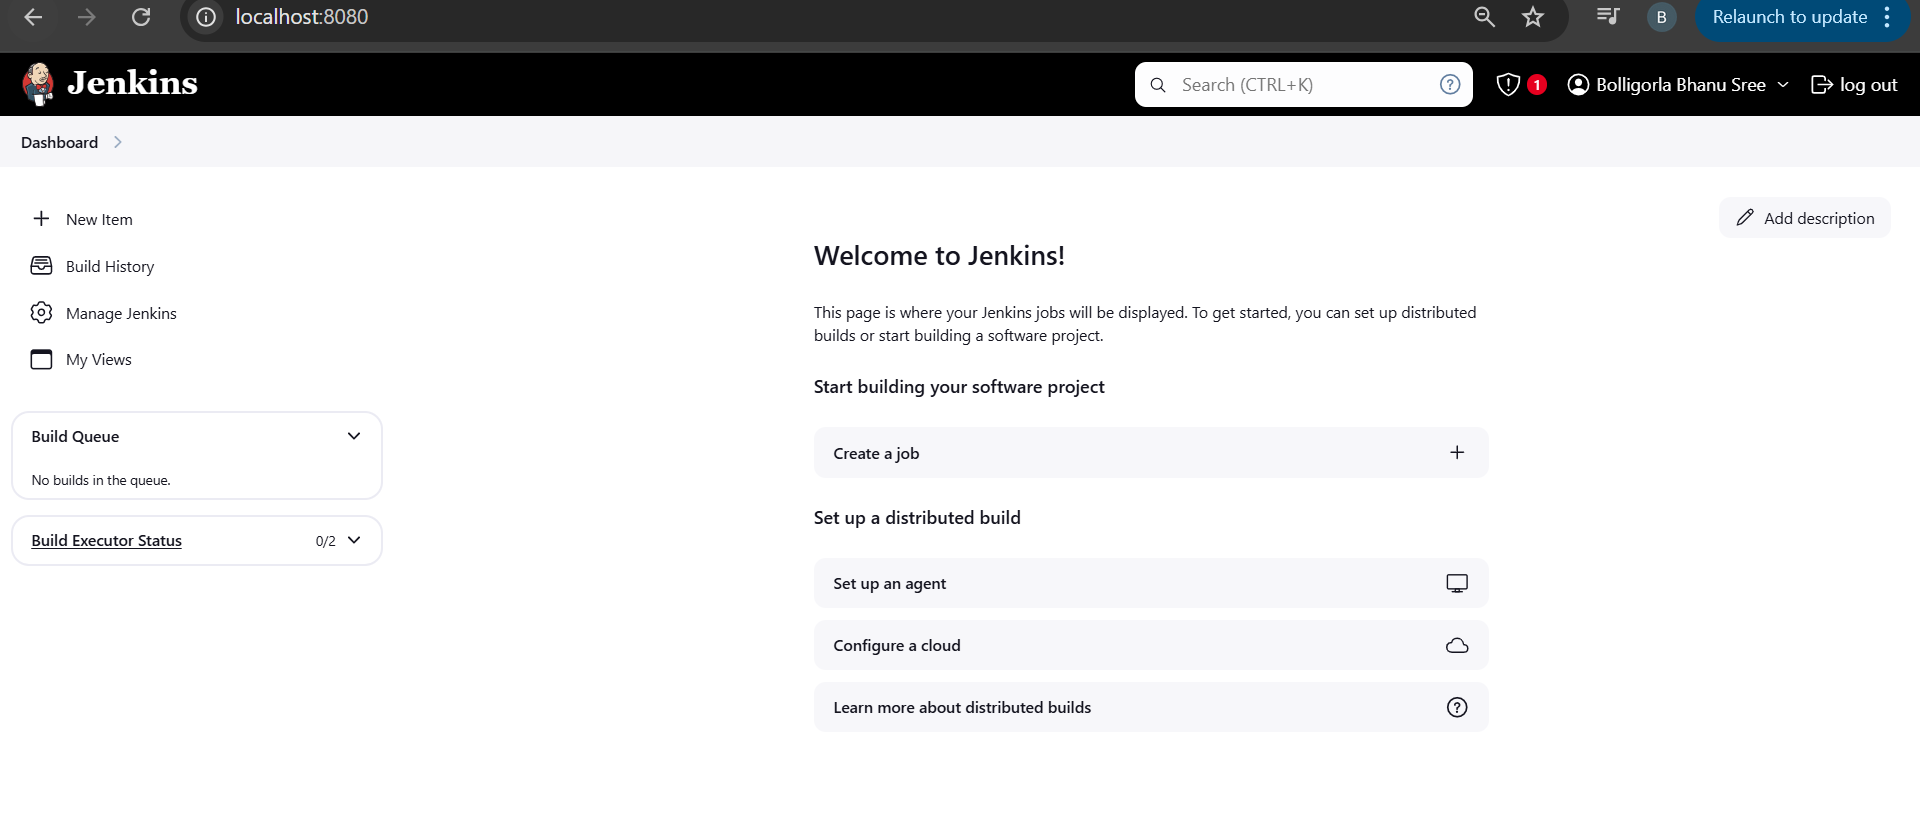 localhost:8080
B
Relaunch to update
Jenkins
Search (CTRL+K)
1
Bolligorla Bhanu Sree
log out
Dashboard
New Item
Build History
Manage Jenkins
My Views
Build Queue
No builds in the queue.
Build Executor Status
0/2
Add description
Welcome to Jenkins!
This page is where your Jenkins jobs will be displayed. To get started, you can set up distributed
builds or start building a software project.
Start building your software project
Create a job
Set up a distributed build
Set up an agent
Configure a cloud
Learn more about distributed builds